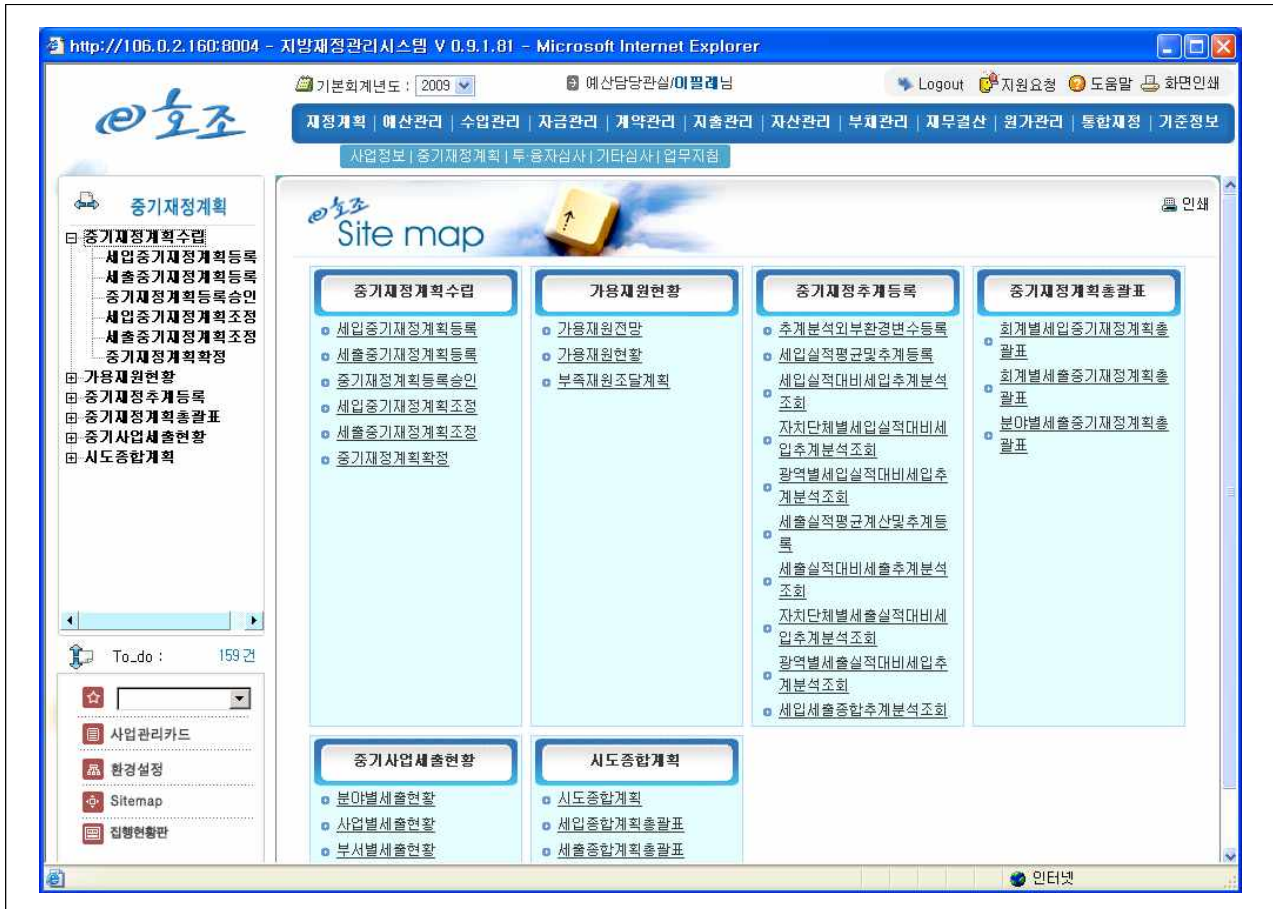 http://106.0.2.160:8004 - 지방재정관리시스템 V 0.9.1.81 - Microsoft Internet Explorer
e호조
기본회계년도 : 2009
예산담당관실/이필례님
Logout 지원요청 도움말 화면인쇄
재정계획 | 예산관리 | 수입관리 | 자금관리 | 계약관리 | 지출관리 | 자산관리 | 부채관리 | 재무결산 | 원가관리 | 통합재정 | 기준정보
사업정보 | 중기재정계획 | 투·융자심사 | 기타심사 | 업무지침
중기재정계획
중기재정계획수립
세입중기재정계획등록
세출중기재정계획등록
중기재정계획등록승인
세입중기재정계획조정
세출중기재정계획조정
중기재정계획확정
가용재원현황
중기재정추계등록
중기재정계획총괄표
중기사업세출현황
시도종합계획
To_do : 159 건
사업관리카드
환경설정
Sitemap
집행현황판
e호조
Site map
인쇄
중기재정계획수립
세입중기재정계획등록
세출중기재정계획등록
중기재정계획등록승인
세입중기재정계획조정
세출중기재정계획조정
중기재정계획확정
가용재원현황
가용재원전망
가용재원현황
부족재원조달계획
중기재정추계등록
추계분석외부환경변수등록
세입실적평균및추계등록
세입실적대비세입추계분석
조회
자치단체별세입실적대비세
입추계분석조회
광역별세입실적대비세입추
계분석조회
세출실적평균계산및추계등
록
세출실적대비세출추계분석
조회
자치단체별세출실적대비세
입추계분석조회
광역별세출실적대비세입추
계분석조회
세입세출종합추계분석조회
중기재정계획총괄표
회계별세입중기재정계획총
괄표
회계별세출중기재정계획총
괄표
분야별세출중기재정계획총
괄표
중기사업세출현황
분야별세출현황
사업별세출현황
부서별세출현황
시도종합계획
시도종합계획
세입종합계획총괄표
세출종합계획총괄표
인터넷